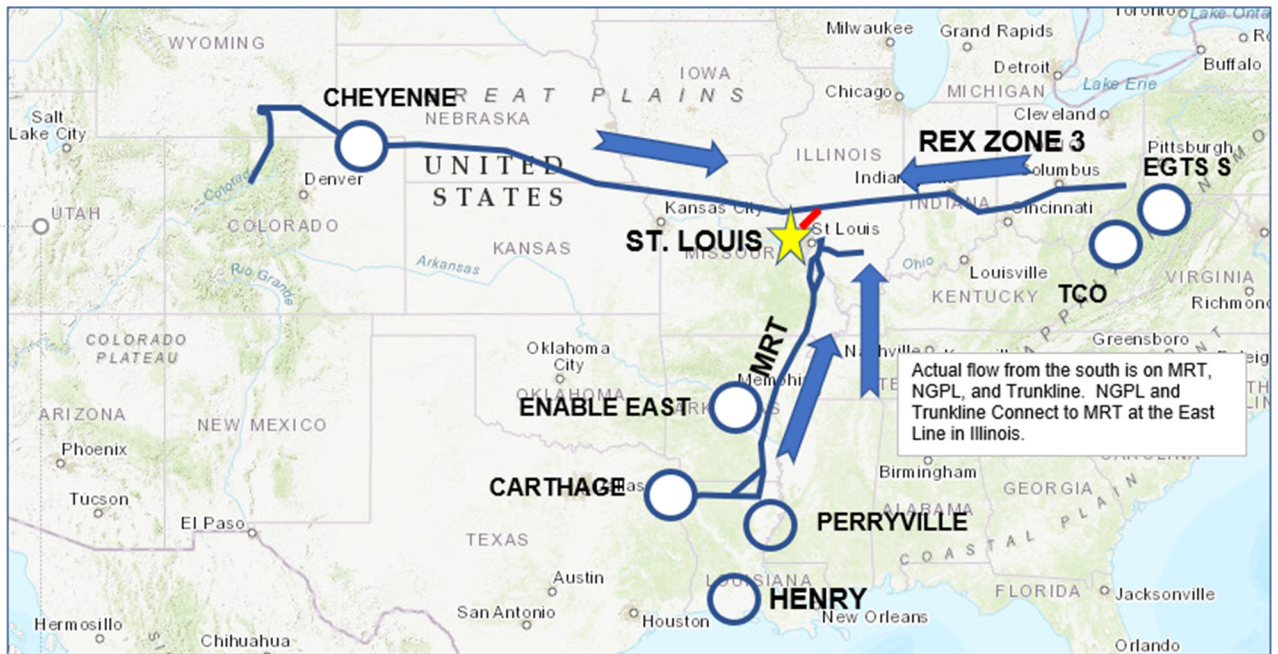 Toronto
Lake Onta
Milwaukee
Grand Rapids
WYOMING
Ro
Buffalo
Detroit
IOWA
Lake Erie
Chicago
MICHIGAN
CHEYENNE
GREAT PLAINS
Salt
Lake City
NEBRASKA
Cleveland
REX ZONE 3
Pittsburgh
ILLINOIS
UNITED
STATES
EGTS S
Denver
Colorad
Indian
Columbus
UTAH
COLORADO
Kansas City
INDIANA
Cincinnati
ST. LOUIS
St Louis
KANSAS
MISSOUR
Arkansas
Ohio
Louisville
VIRGINIA
Rio Grande
KENTUCKY
TCO
Richmond
COLORADO
PLATEAU
MRT
Greensboro
Oklahoma
City
Nashville
Actual flow from the south is on MRT,
NGPL, and Trunkline. NGPL and
Trunkline Connect to MRT at the East
Line in Illinois.
Memphis
OKLAHOMA
ENABLE EAST
ARKANSAS
ARIZONA
NEW MEXICO
Phoenix
Birmingham
CARTHAGE
GEORGIA
Tucson
ALABAMA
PERRYVILLE
El Paso
TEXAS
COASTAL PLAIN
Austin
LOUISIANA
HENRY
FLORIDA
Jacksonville
San Antonio
Houston
New Orleans
Hermosillo
Chihuahua
Orlando